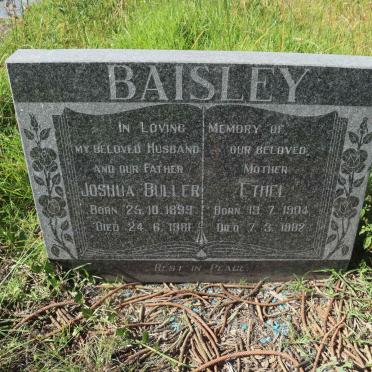 BAISLEY
IN LOVING MEMORY OF
MY BELOVED HUSBAND
AND OUR FATHER
JOSHUA BULLER
BORN 25.10.1899
DIED 24.6.1981
OUR BELOVED
MOTHER
ETHEL
BORN 19.7.1904
DIED 7.3.1982
REST IN PEACE